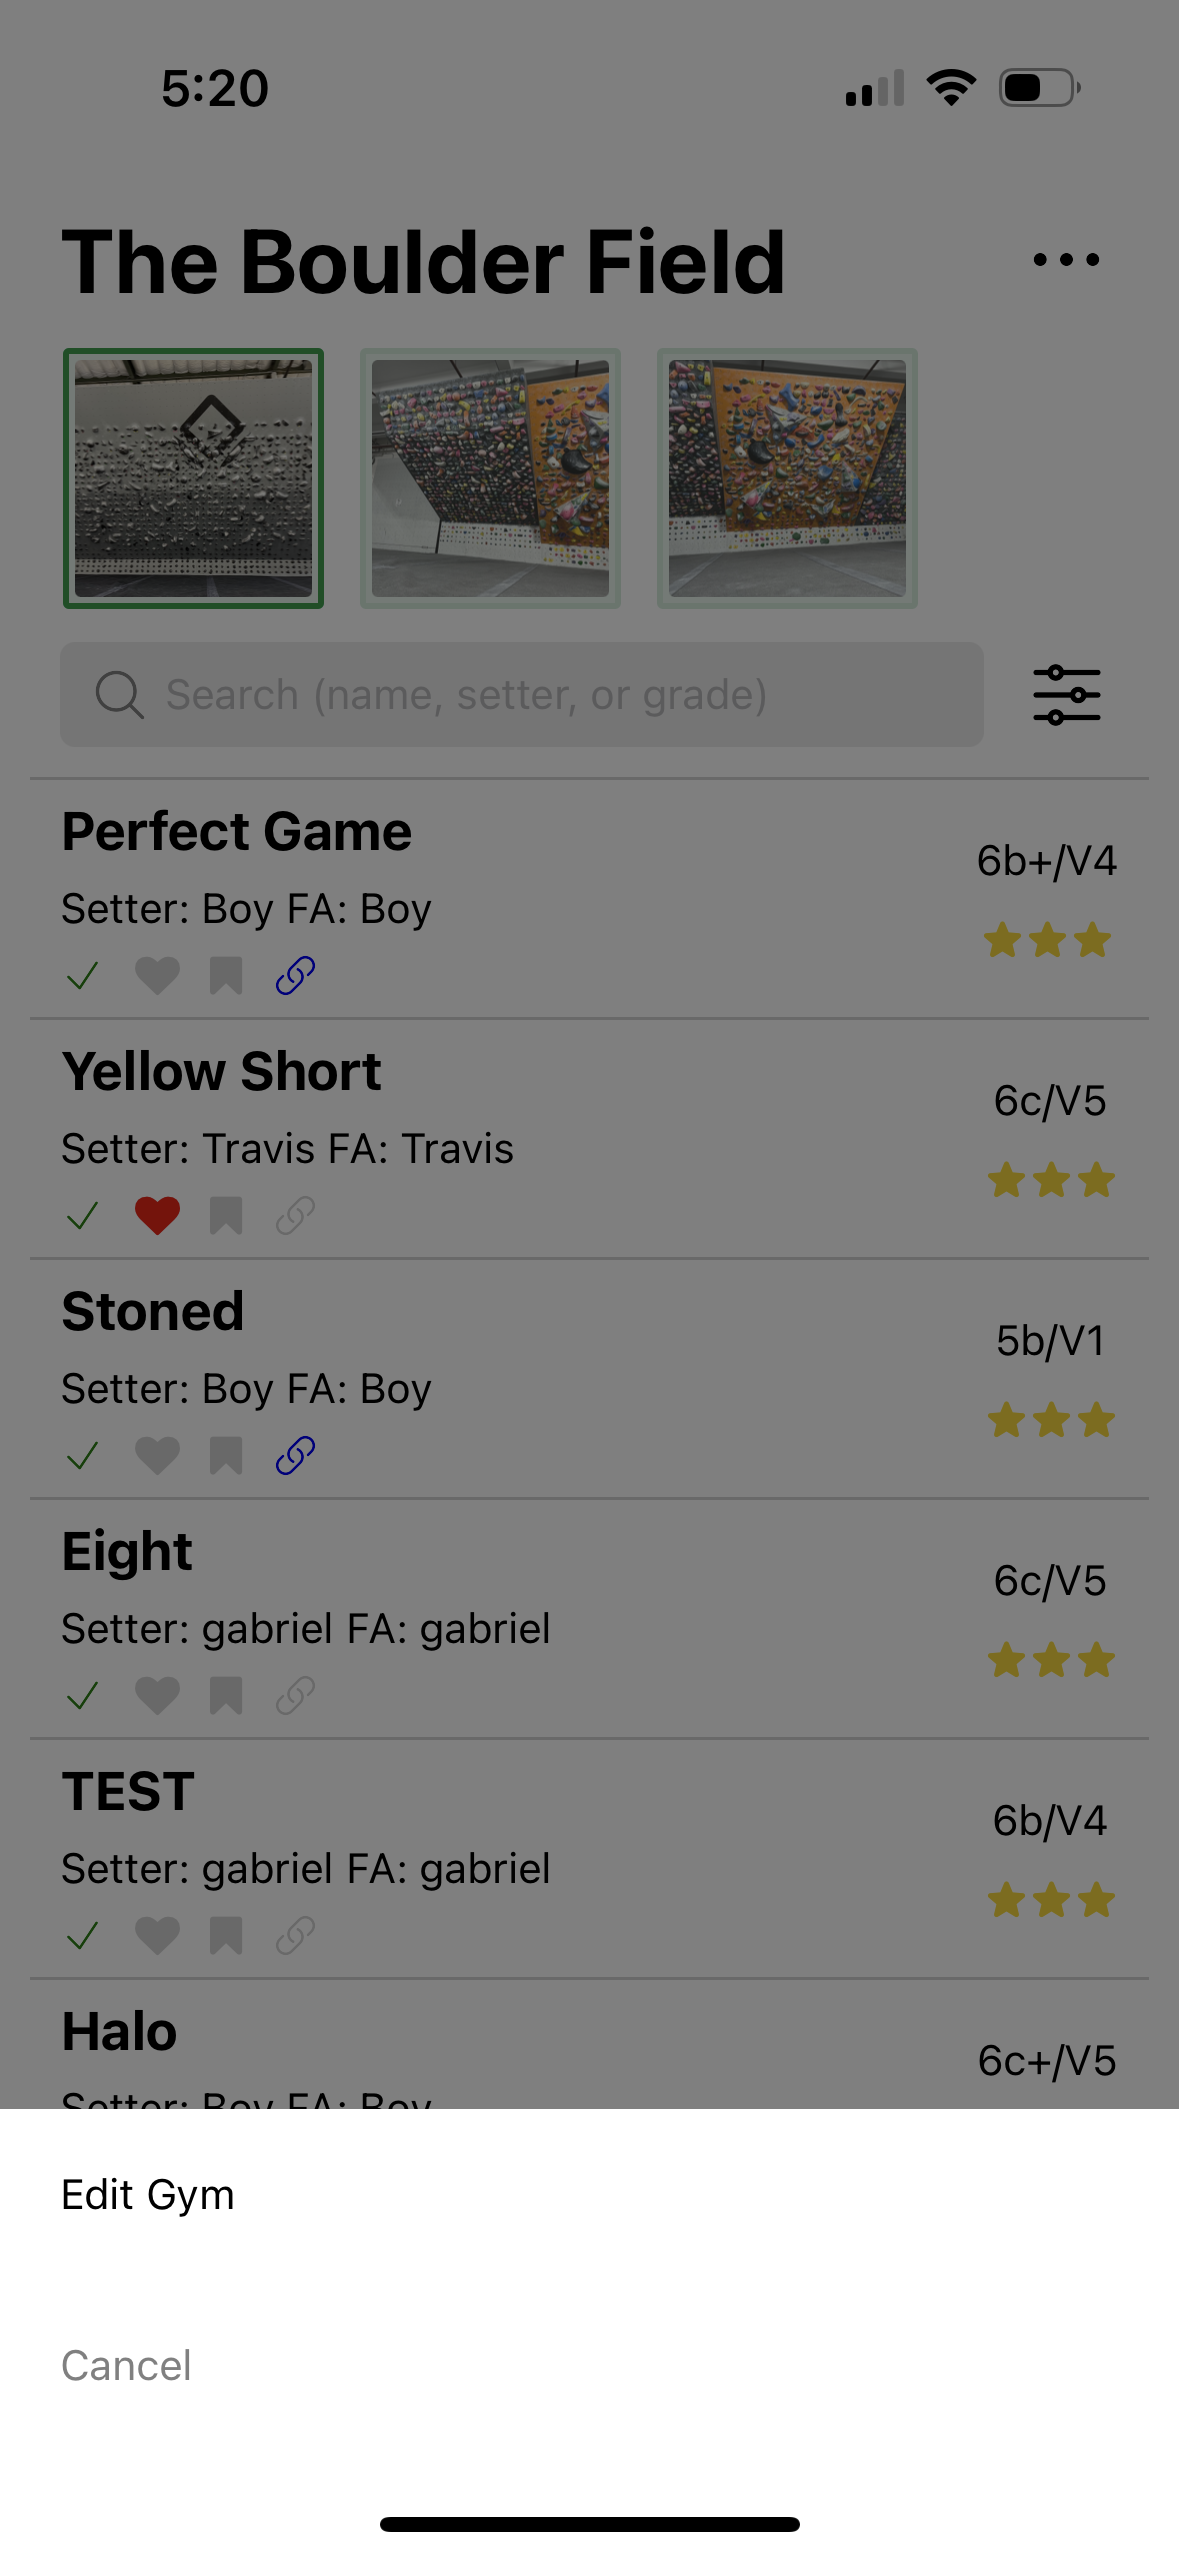 5:20
The Boulder Field
Search (name, setter, or grade)
Perfect Game
6b+/V4
Setter: Boy FA: Boy
Yellow Short
6c/V5
Setter: Travis FA: Travis
Stoned
5b/V1
Setter: Boy FA: Boy
Eight
6c/V5
Setter: gabriel FA: gabriel
TEST
6b/V4
Setter: gabriel FA: gabriel
Halo
6c+/V5
Setter: Boy FA: Boy
Edit Gym
Cancel